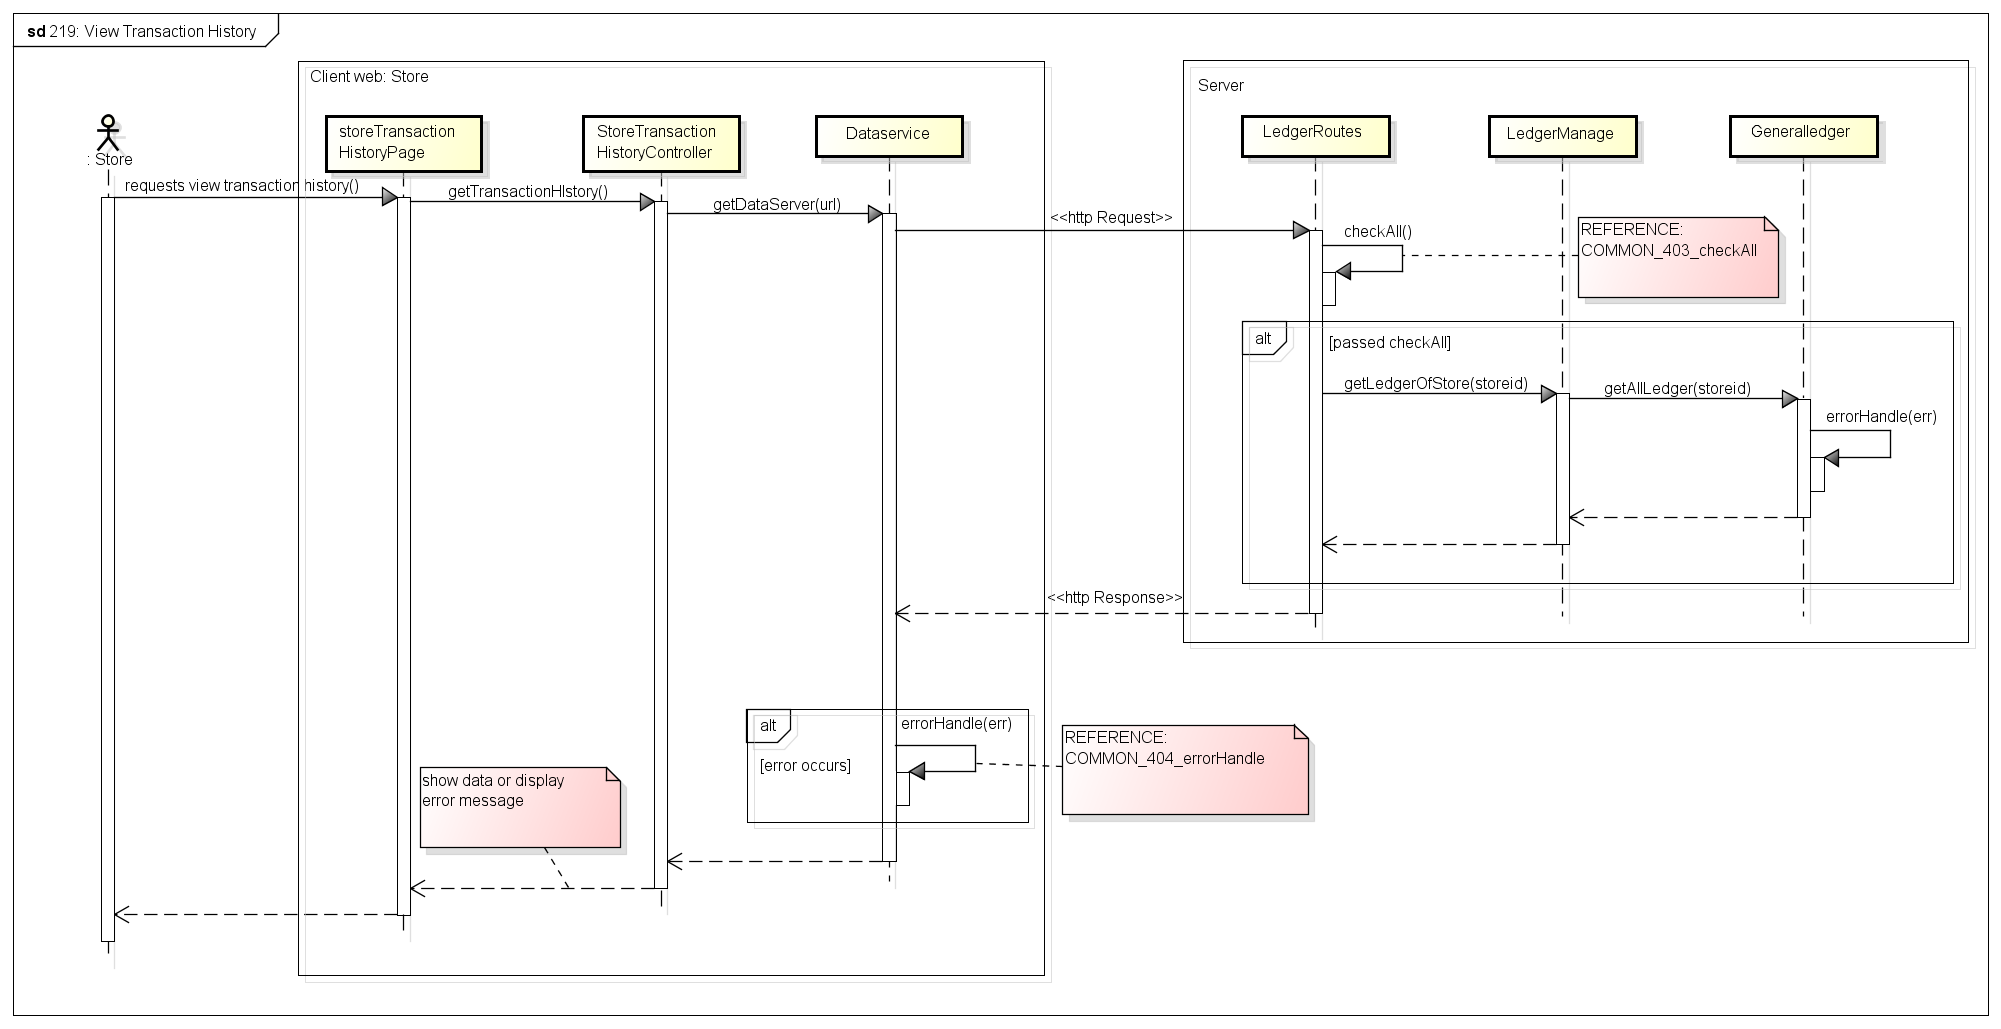 sd 219: View Transaction History
Client web: Store
Server
: Store
storeTransaction
HistoryPage
StoreTransaction
HistoryController
Dataservice
LedgerRoutes
LedgerManage
Generalledger
requests view transaction history()
getTransactionHIstory()
getDataServer(url)
<<http Request>>
checkAll()
REFERENCE:
COMMON_403_checkAll
alt
[passed checkAll]
getLedgerOfStore(storeid)
getAllLedger(storeid)
errorHandle(err)
<<http Response>>
alt
errorHandle(err)
[error occurs]
REFERENCE:
COMMON_404_errorHandle
show data or display
error message